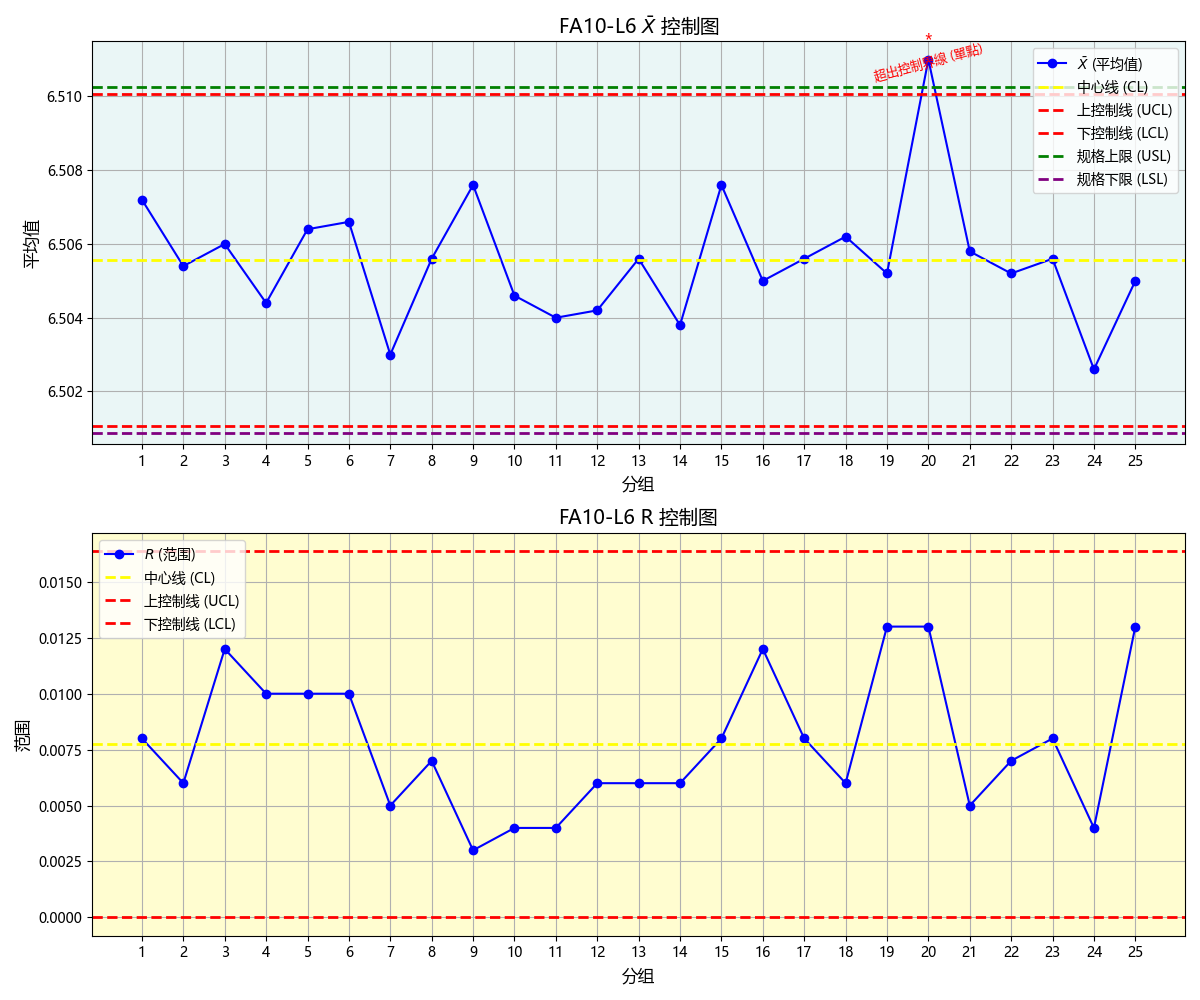 FA10-L6 X̄ 控制图
*
超出控制界線 (單點)
X̄ (平均值)
中心线 (CL)
上控制线 (UCL)
下控制线 (LCL)
规格上限 (USL)
规格下限 (LSL)
平均值
6.510
6.508
6.506
6.504
6.502
1 2 3 4 5 6 7 8 9 10 11 12 13 14 15 16 17 18 19 20 21 22 23 24 25
分组
FA10-L6 R 控制图
R (范围)
中心线 (CL)
上控制线 (UCL)
下控制线 (LCL)
范围
0.0150
0.0125
0.0100
0.0075
0.0050
0.0025
0.0000
1 2 3 4 5 6 7 8 9 10 11 12 13 14 15 16 17 18 19 20 21 22 23 24 25
分组